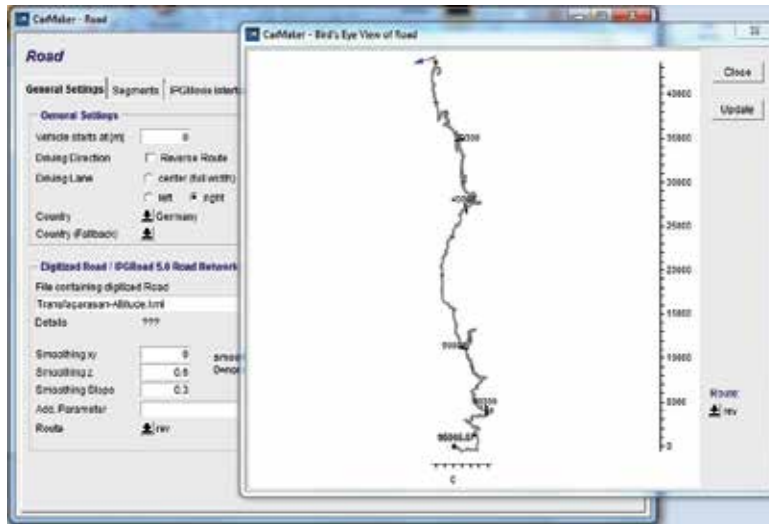 CarMaker - Road
Road
General Settings
Segments
General Settings
Vehicle starts at [m]
0
Driving Direction
Reverse Route
Driving Lane
center (full width)
left
right
Country
Germany
Country (Fallback)
Digitized Road / IPGRoad 5.0 Road Network
File containing digitized Road
Transfagarasan-Altitude.kml
Details
???
Smoothing xy
0
Smoothing z
Smoothing Slope
0.3
Add. Parameter
Route
rev
CarMaker - Bird's Eye View of Road
Close
Update
40000
35000
30000
25000
20000
15000
10000
5000
0
Route:
rev